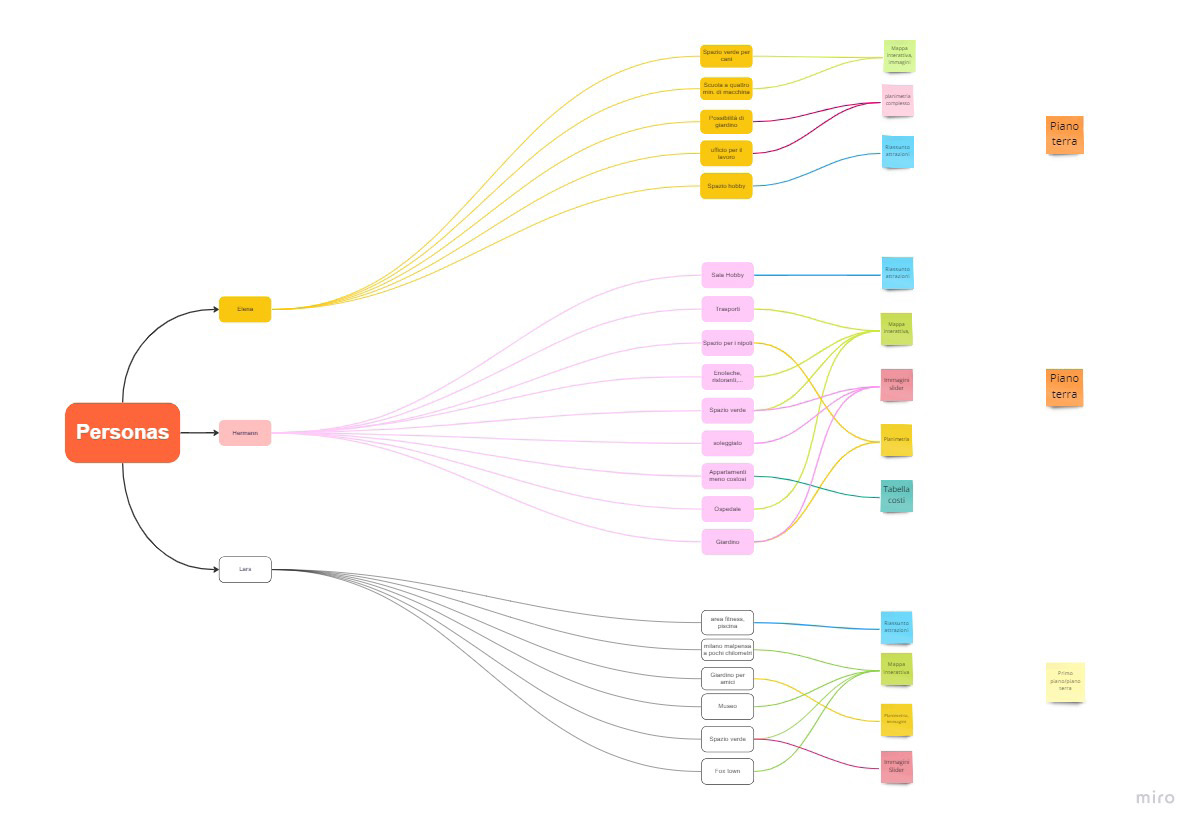 Spazio verde per
cani
Mappa
interattiva,
immagini
Scuola a quattro
min. di macchina
planimetria
complesso
Possibilità di
giardino
Piano
terra
ufficio per il
lavoro
Riassunto
attrazioni
Spazio hobby
Elena
Sala Hobby
Riassunto
attrazioni
Trasporti
Mappa
interattiva,
Spazio per i nipoti
Enoteche,
ristoranti,...
Immagini
slider
Piano
terra
Spazio verde
Personas
Hermann
soleggiato
Planimetria
Appartamenti
meno costosi
Tabella
costi
Ospedale
Giardino
Lara
area fitness,
piscina
Riassunto
attrazioni
milano malpensa
a pochi chilometri
Mappa
interattiva
Giardino per
amici
Primo
piano/piano
terra
Museo
Planimetria,
immagini
Spazio verde
Immagini
Slider
Fox town
miro